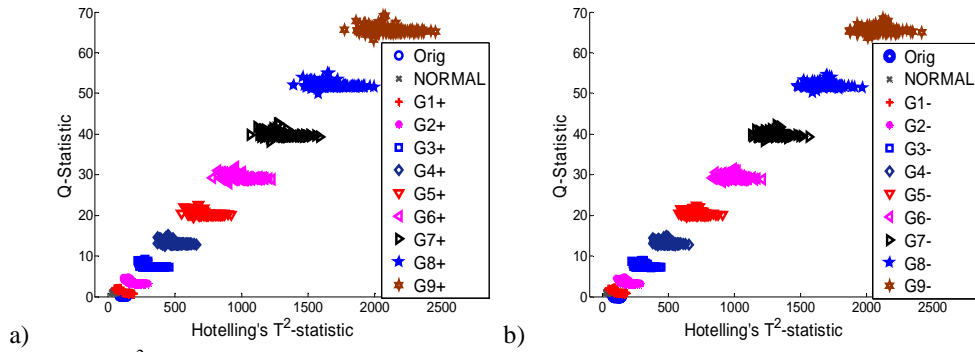 a)
Q-Statistic
70
60
50
40
30
20
10
0
0 500 1000 1500 2000 2500
Hotelling's T²-statistic
Orig
NORMAL
G1+
G2+
G3+
G4+
G5+
G6+
G7+
G8+
G9+
b)
Q-Statistic
70
60
50
40
30
20
10
0
0 500 1000 1500 2000 2500
Hotelling's T²-statistic
Orig
NORMAL
G1-
G2-
G3-
G4-
G5-
G6-
G7-
G8-
G9-
2